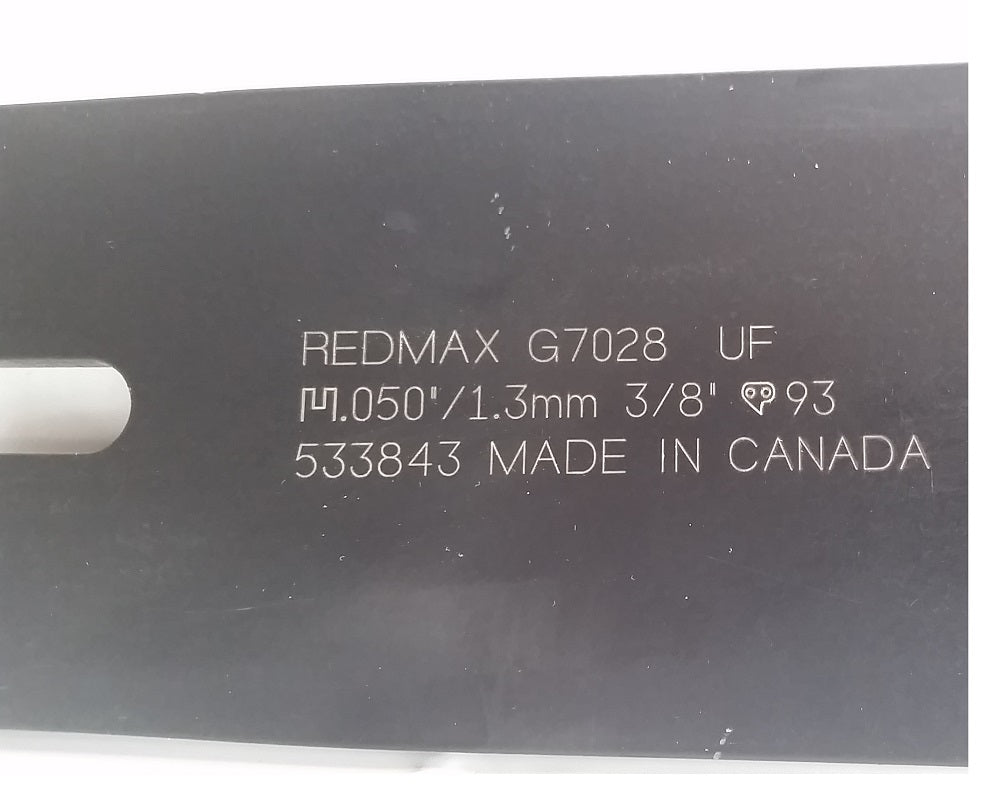 REDMAX G7028 UF
.050"/1.3mm 3/8" 93
533843 MADE IN CANADA